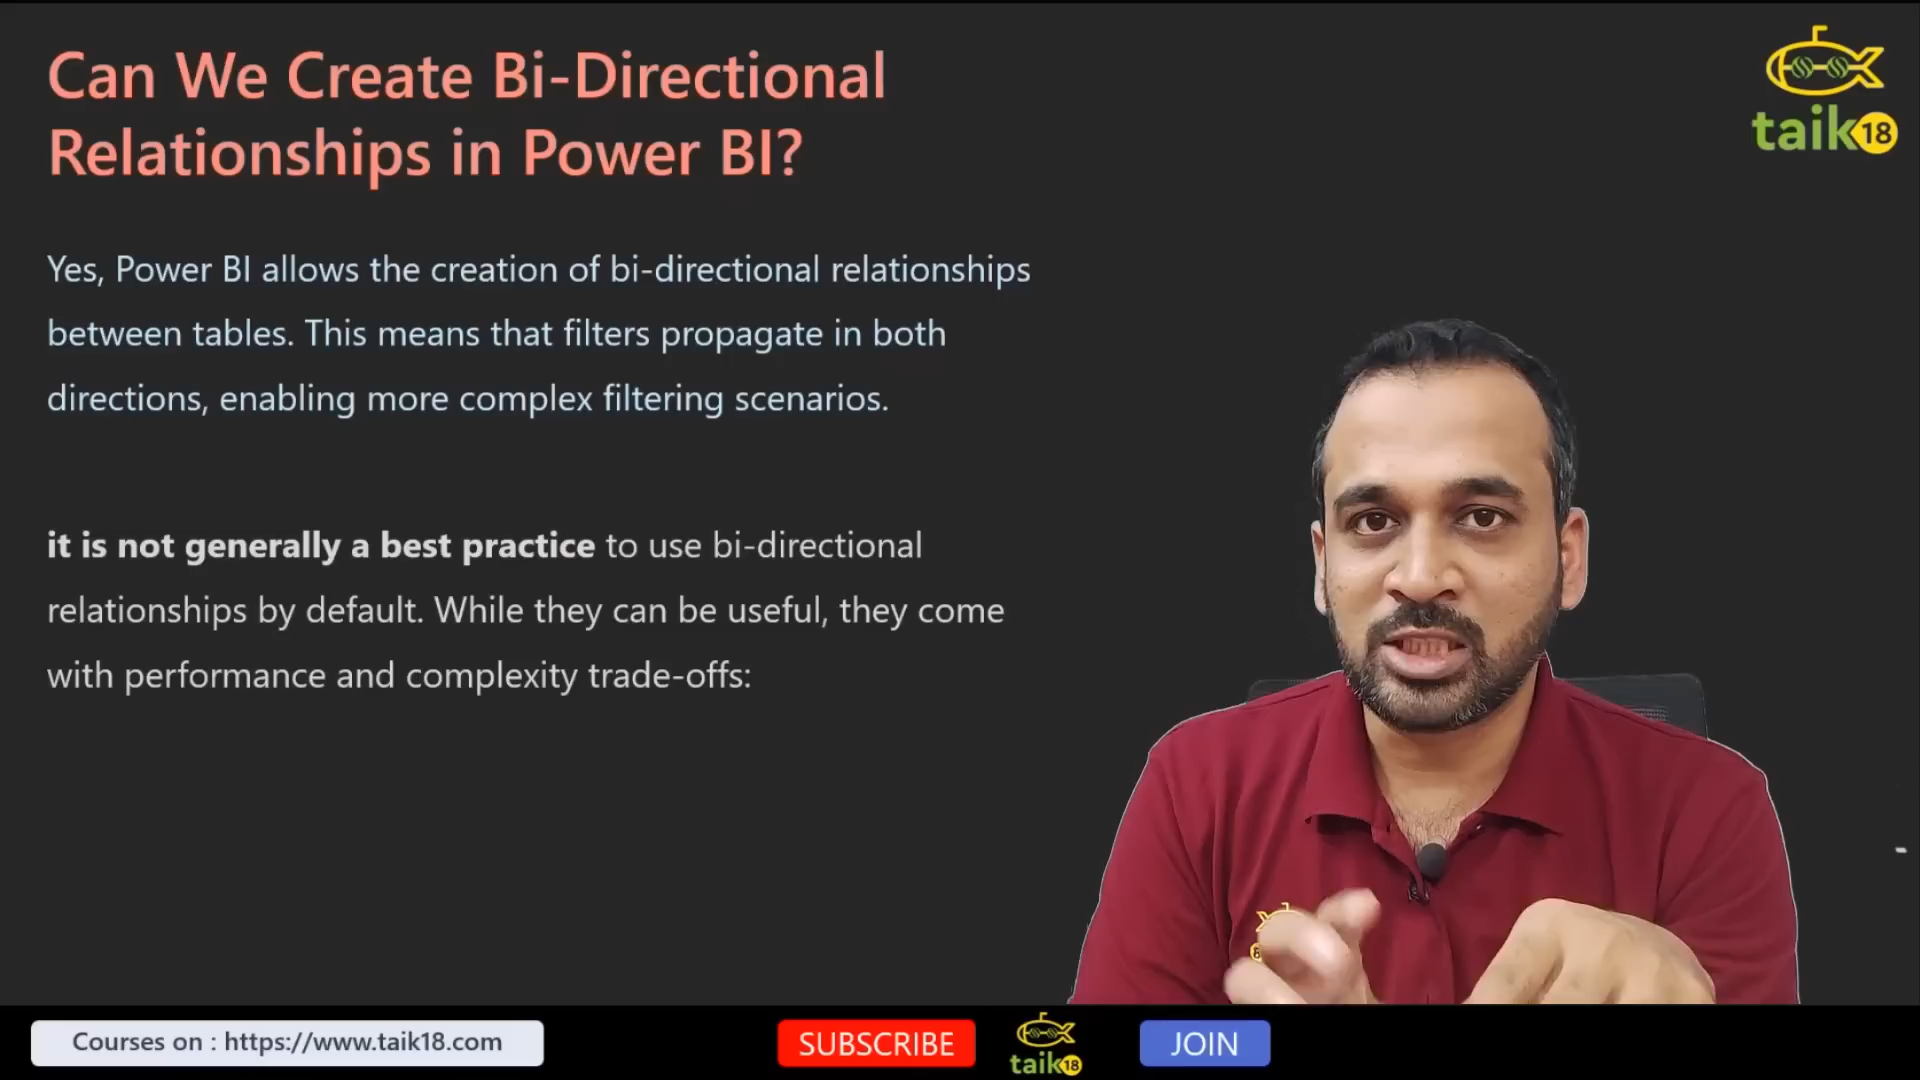 Can We Create Bi-Directional
Relationships in Power BI?
taik18
Yes, Power BI allows the creation of bi-directional relationships
between tables. This means that filters propagate in both
directions, enabling more complex filtering scenarios.
it is not generally a best practice to use bi-directional
relationships by default. While they can be useful, they come
with performance and complexity trade-offs:
Courses on : https://www.taik18.com
SUBSCRIBE
taik18
JOIN